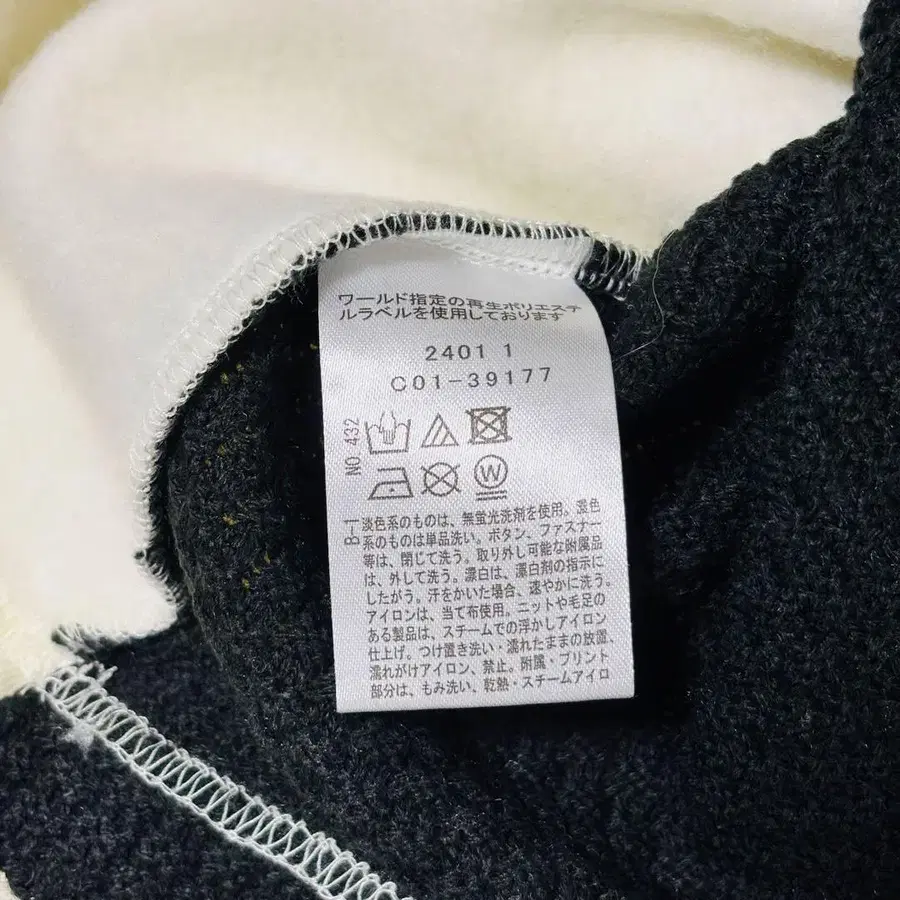 ワールド指定の再生ポリエステ
ルラベルを使用しております
2401 1
C01-39177
NO.432
W
B-1
淡色系のものは、無蛍光洗剤を使用。濃色
系のものは単品洗い。ボタン、ファスナー
等は、閉じて洗う。取り外し可能な附属品
は、外して洗う。漂白は、漂白剤の指示に
したがう。汗をかいた場合、速やかに洗う。
アイロンは、当て布使用。ニットや毛足の
ある製品は、スチームでの浮かしアイロン
仕上げ。つけ置き洗い・濡れたままの放置、
濡れがけアイロン、禁止。附属・プリント
部分は、もみ洗い、乾熱・スチームアイロ